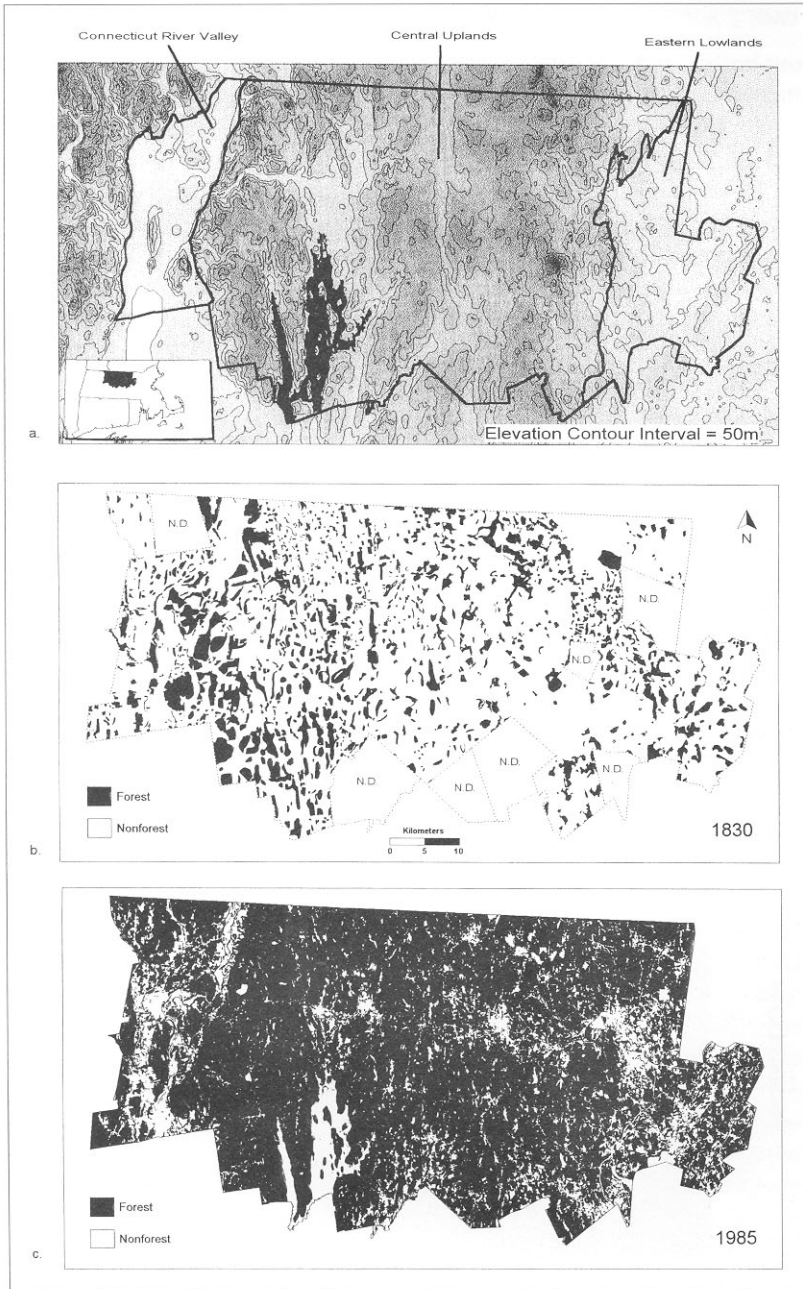 Connecticut River Valley
Central Uplands
Eastern Lowlands
Elevation Contour Interval = 50m
a.
N.D.
N
N.D.
N.D.
N.D.
N.D.
N.D.
N.D.
Forest
Nonforest
Kilometers
0 5 10
1830
b.
Forest
Nonforest
1985
c.